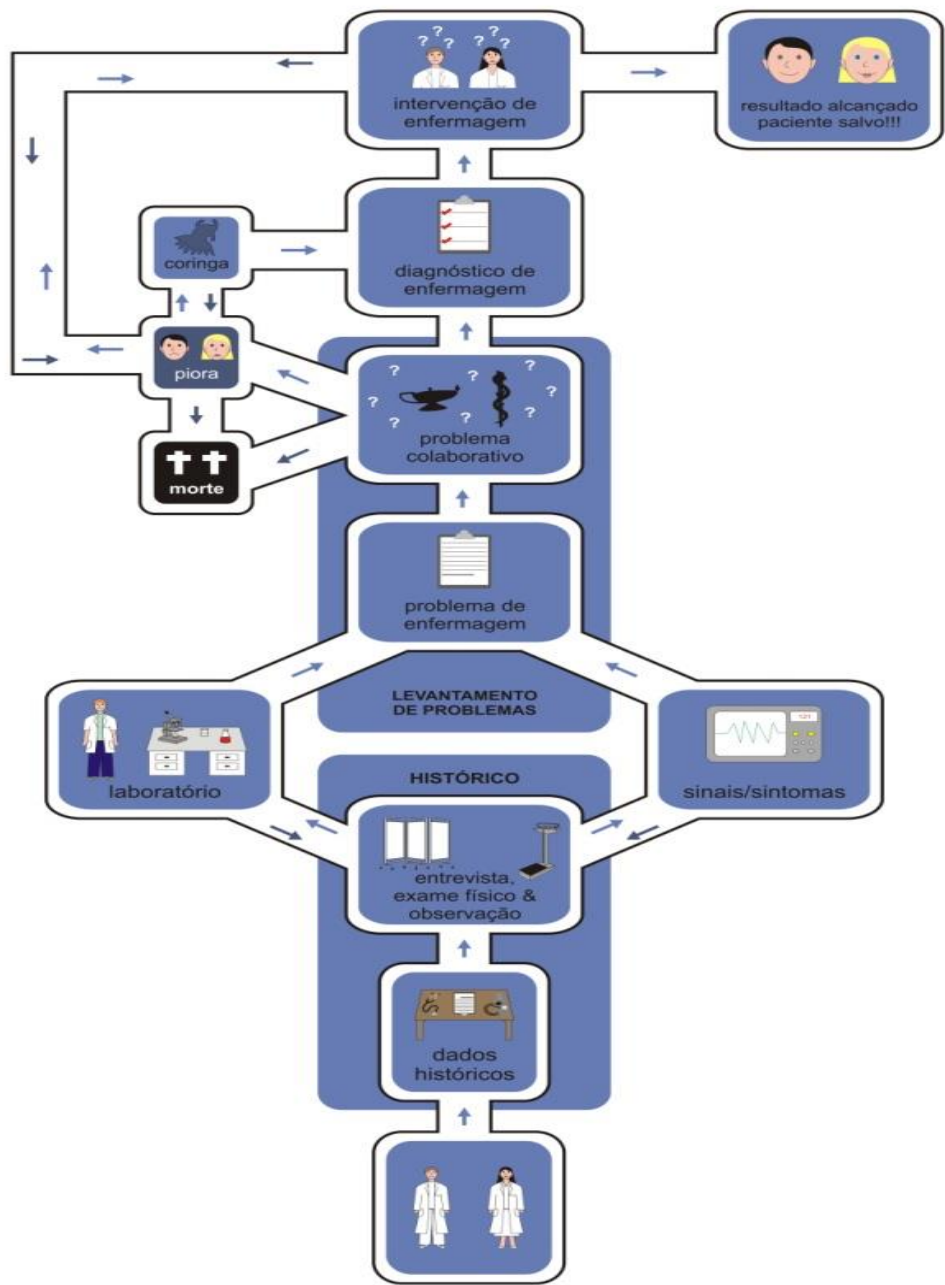 ? ? ? ? ? ?
intervenção de
enfermagem
resultado alcançado
paciente salvo!!!
coringa
diagnóstico de
enfermagem
piora
? ? ? ? ? ? ? ?
problema
colaborativo
morte
problema de
enfermagem
LEVANTAMENTO
DE PROBLEMAS
laboratório
121
sinais/sintomas
HISTÓRICO
entrevista,
exame físico &
observação
dados
históricos